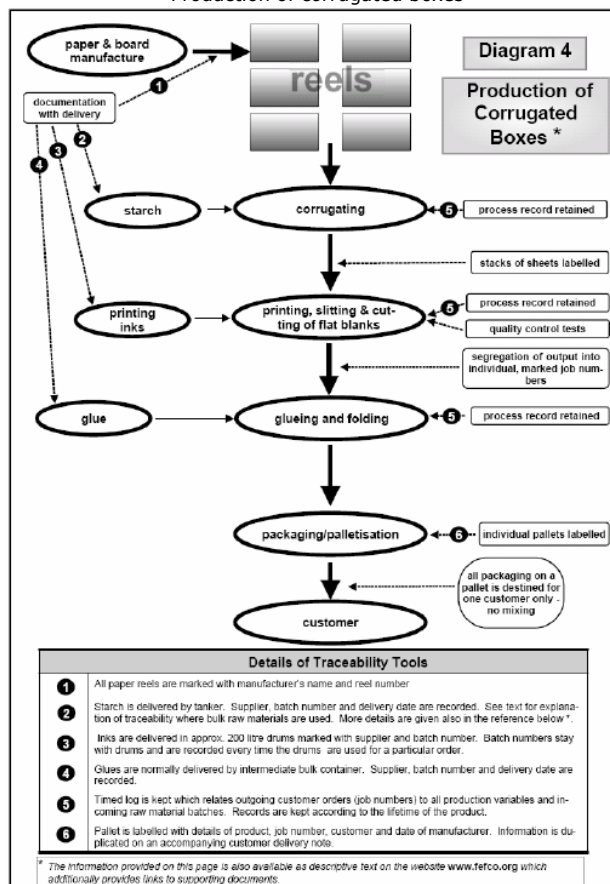 Production of corrugated boxes
paper & board
manufacture
reels
Diagram 4
Production of
Corrugated
Boxes *
1
documentation
with delivery
2
3
4
starch
corrugating
5
process record retained
stacks of sheets labelled
printing
inks
printing, slitting & cut-
ting of flat blanks
5
process record retained
quality control tests
segregation of output into
individual, marked job num-
bers
glue
glueing and folding
5
process record retained
packaging/palletisation
6
individual pallets labelled
all packaging on a
pallet is destined for
one customer only -
no mixing
customer
Details of Traceability Tools
1 All paper reels are marked with manufacturer's name and reel number
2 Starch is delivered by tanker. Supplier, batch number and delivery date are recorded. See text for explana-
tion of traceability where bulk raw materials are used. More details are given also in the reference below *.
3 Inks are delivered in approx. 200 litre drums marked with supplier and batch number. Batch numbers stay
with drums and are recorded every time the drums are used for a particular order.
4 Glues are normally delivered by intermediate bulk container. Supplier, batch number and delivery date are
recorded.
5 Timed log is kept which relates outgoing customer orders (job numbers) to all production variables and in-
coming raw material batches. Records are kept according to the lifetime of the product.
6 Pallet is labelled with details of product, job number, customer and date of manufacturer. Information is du-
plicated on an accompanying customer delivery note.
* The information provided on this page is also available as descriptive text on the website www.fefco.org which
additionally provides links to supporting documents.